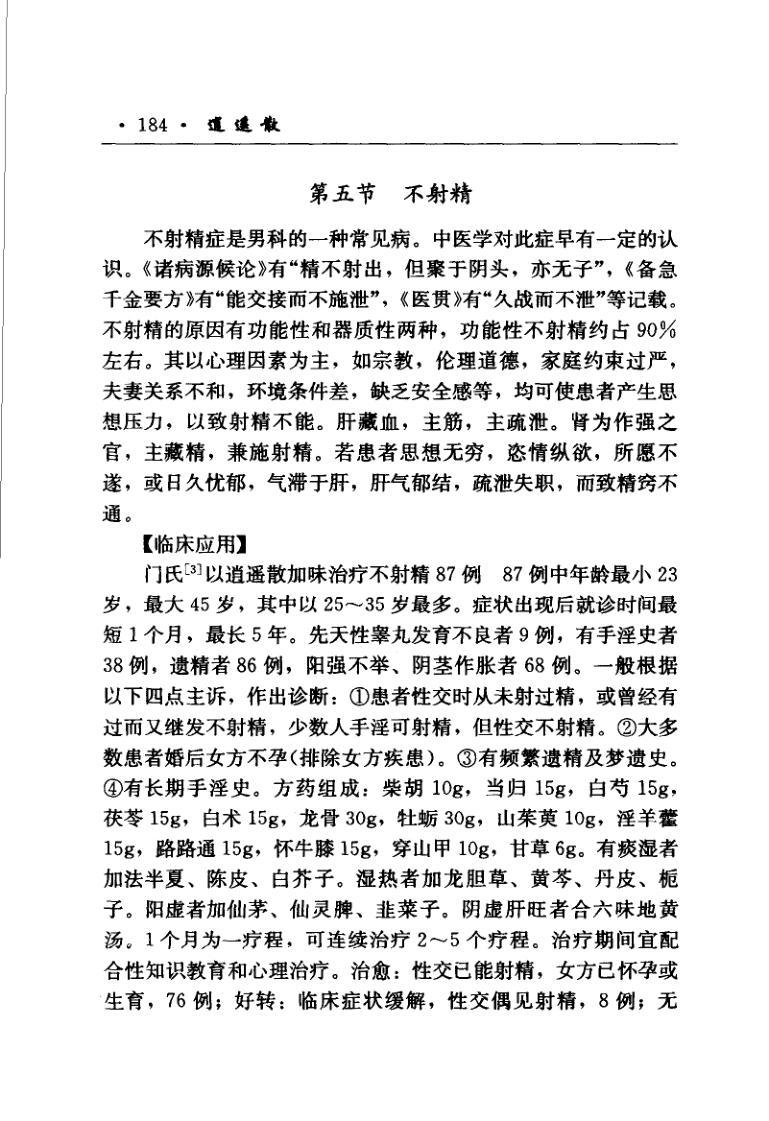 · 184 · 逍遥散
第五节 不射精
不射精症是男科的一种常见病。中医学对此症早有一定的认
识。《诸病源候论》有“精不射出，但聚于阴头，亦无子”，《备急
千金要方》有“能交接而不施泄”，《医贯》有“久战而不泄”等记载。
不射精的原因有功能性和器质性两种，功能性不射精约占 90%
左右。其以心理因素为主，如宗教，伦理道德，家庭约束过严，
夫妻关系不和，环境条件差，缺乏安全感等，均可使患者产生思
想压力，以致射精不能。肝藏血，主筋，主疏泄。肾为作强之
官，主藏精，兼施射精。若患者思想无穷，恣情纵欲，所愿不
遂，或日久忧郁，气滞于肝，肝气郁结，疏泄失职，而致精窍不
通。
【临床应用】
门氏[3]以逍遥散加味治疗不射精 87 例 87 例中年龄最小 23
岁，最大 45 岁，其中以 25～35 岁最多。症状出现后就诊时间最
短 1 个月，最长 5 年。先天性睾丸发育不良者 9 例，有手淫史者
38 例，遗精者 86 例，阳强不举、阴茎作胀者 68 例。一般根据
以下四点主诉，作出诊断：①患者性交时从未射过精，或曾经有
过而又继发不射精，少数人手淫可射精，但性交不射精。②大多
数患者婚后女方不孕(排除女方疾患)。③有频繁遗精及梦遗史。
④有长期手淫史。方药组成：柴胡 10g，当归 15g，白芍 15g，
茯苓 15g，白术 15g，龙骨 30g，牡蛎 30g，山茱萸 10g，淫羊藿
15g，路路通 15g，怀牛膝 15g，穿山甲 10g，甘草 6g。有痰湿者
加法半夏、陈皮、白芥子。湿热者加龙胆草、黄芩、丹皮、栀
子。阳虚者加仙茅、仙灵脾、韭菜子。阴虚肝旺者合六味地黄
汤。1 个月为一疗程，可连续治疗 2～5 个疗程。治疗期间宜配
合性知识教育和心理治疗。治愈：性交已能射精，女方已怀孕或
生育，76 例；好转：临床症状缓解，性交偶见射精，8 例；无